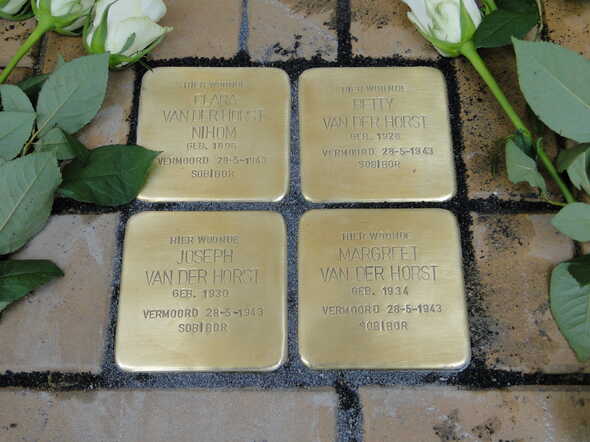 HIER WOONDE
CLARA
VAN DER HORST
NIHOM
GEB. 1896
VERMOORD 28-5-1943
SOBIBOR
HIER WOONDE
BETTY
VAN DER HORST
GEB. 1926
VERMOORD 28-5-1943
SOBIBOR
HIER WOONDE
JOSEPH
VAN DER HORST
GEB. 1930
VERMOORD 28-5-1943
SOBIBOR
HIER WOONDE
MARGREET
VAN DER HORST
GEB. 1934
VERMOORD 28-5-1943
SOBIBOR